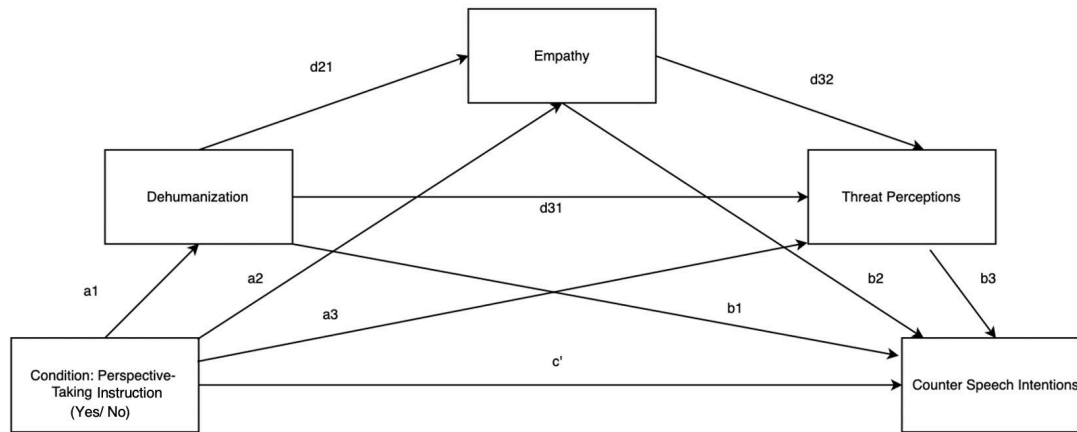 Empathy
d21
d32
Dehumanization
Threat Perceptions
d31
a1
a2
a3
b1
b2
b3
c'
Condition: Perspective-
Taking Instruction
(Yes/ No)
Counter Speech Intentions